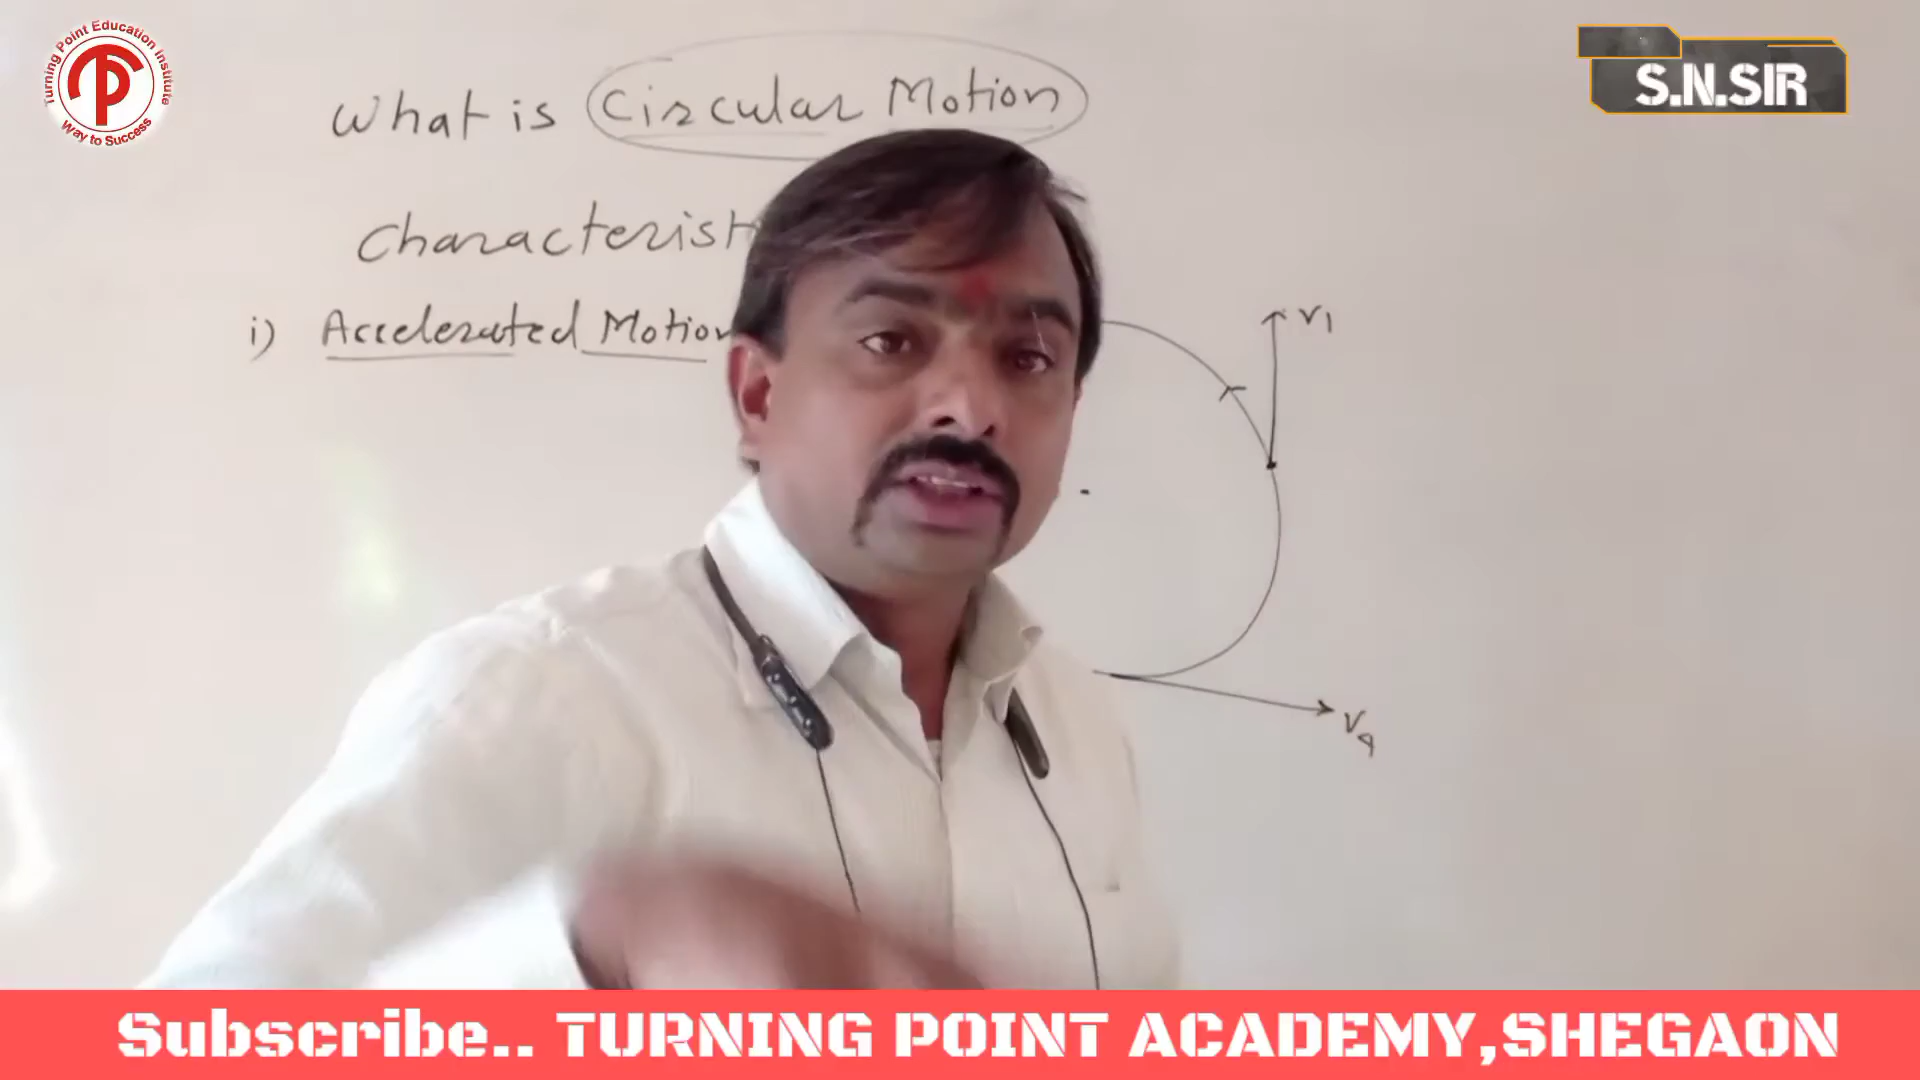 Turning Point Education Institute
Way to Success
S.N.SIR
What is Circular Motion
Characterist
i) Accelerated Motion
v1
v4
Subscribe.. TURNING POINT ACADEMY,SHEGAON